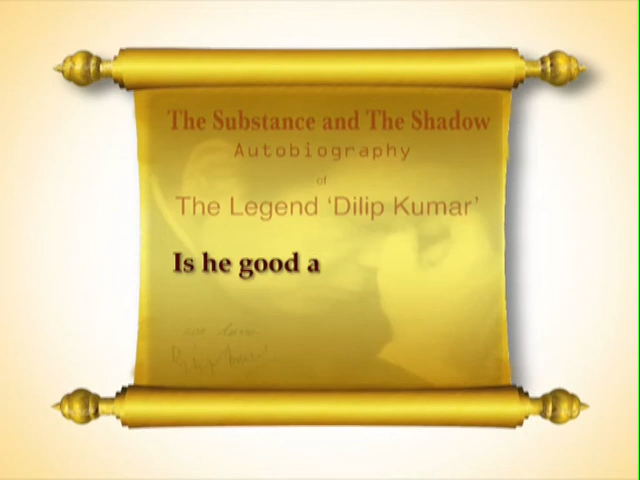 The Substance and The Shadow
Autobiography
of
The Legend 'Dilip Kumar'
Is he good a